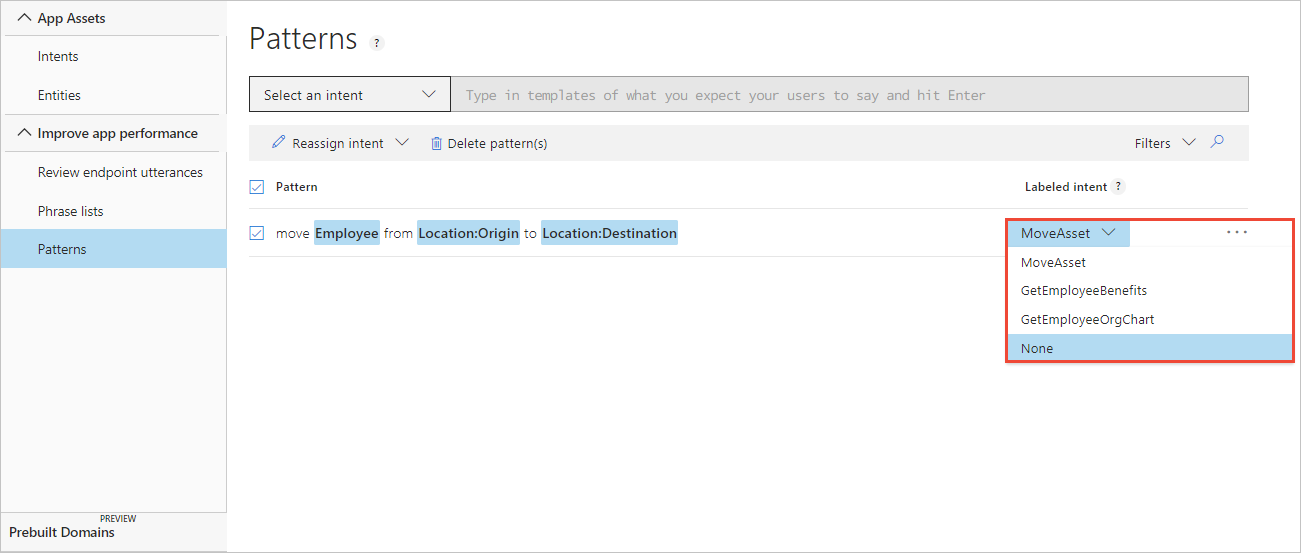 App Assets
Intents
Entities
Improve app performance
Review endpoint utterances
Phrase lists
Patterns
PREVIEW
Prebuilt Domains
Patterns ?
Select an intent Type in templates of what you expect your users to say and hit Enter
Reassign intent Delete pattern(s) Filters
Pattern Labeled intent ?
move Employee from Location:Origin to Location:Destination MoveAsset ...
MoveAsset
GetEmployeeBenefits
GetEmployeeOrgChart
None